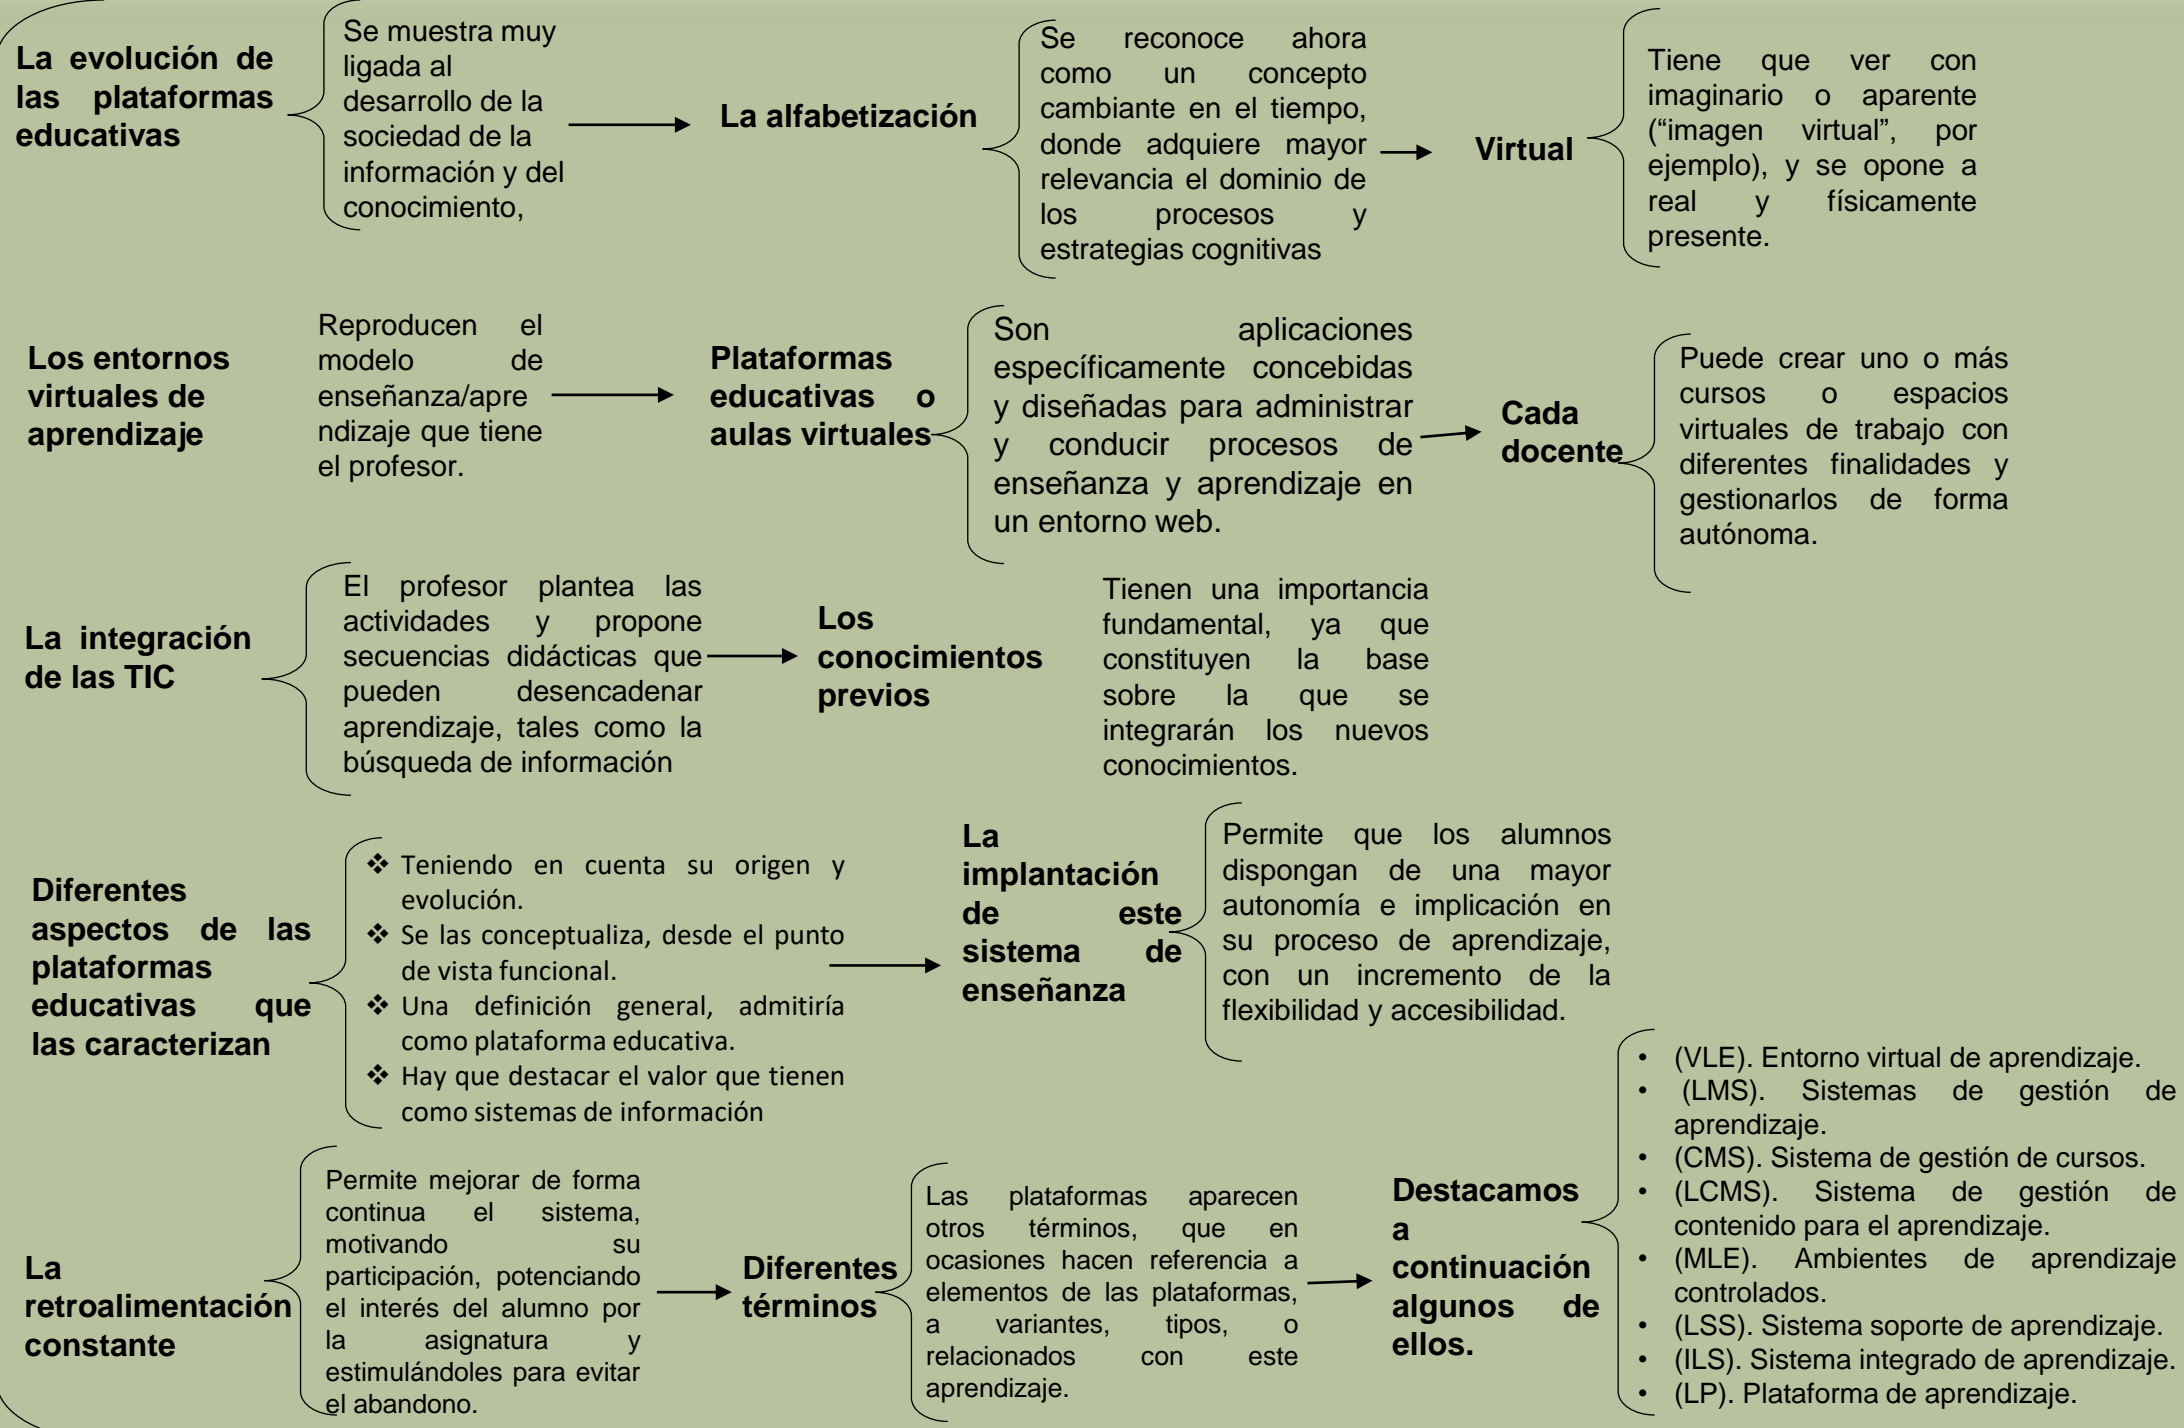 La evolución de
las plataformas
educativas
Se muestra muy
ligada al
desarrollo de la
sociedad de la
información y del
conocimiento,
La alfabetización
Se reconoce ahora
como un concepto
cambiante en el tiempo,
donde adquiere mayor
relevancia el dominio de
los procesos y
estrategias cognitivas
Virtual
Tiene que ver con
imaginario o aparente
(“imagen virtual”, por
ejemplo), y se opone a
real y físicamente
presente.
Los entornos
virtuales de
aprendizaje
Reproducen el
modelo de
enseñanza/apre
ndizaje que tiene
el profesor.
Plataformas
educativas o
aulas virtuales
Son aplicaciones
específicamente concebidas
y diseñadas para administrar
y conducir procesos de
enseñanza y aprendizaje en
un entorno web.
Cada
docente
Puede crear uno o más
cursos o espacios
virtuales de trabajo con
diferentes finalidades y
gestionarlos de forma
autónoma.
La integración
de las TIC
El profesor plantea las
actividades y propone
secuencias didácticas que
pueden desencadenar
aprendizaje, tales como la
búsqueda de información
Los
conocimientos
previos
Tienen una importancia
fundamental, ya que
constituyen la base
sobre la que se
integrarán los nuevos
conocimientos.
Diferentes
aspectos de las
plataformas
educativas que
las caracterizan
❖ Teniendo en cuenta su origen y
evolución.
❖ Se las conceptualiza, desde el punto
de vista funcional.
❖ Una definición general, admitiría
como plataforma educativa.
❖ Hay que destacar el valor que tienen
como sistemas de información
La
implantación
de este
sistema de
enseñanza
Permite que los alumnos
dispongan de una mayor
autonomía e implicación en
su proceso de aprendizaje,
con un incremento de la
flexibilidad y accesibilidad.
La
retroalimentación
constante
Permite mejorar de forma
continua el sistema,
motivando su
participación, potenciando
el interés del alumno por
la asignatura y
estimulándoles para evitar
el abandono.
Diferentes
términos
Las plataformas aparecen
otros términos, que en
ocasiones hacen referencia a
elementos de las plataformas,
a variantes, tipos, o
relacionados con este
aprendizaje.
Destacamos
a
continuación
algunos de
ellos.
• (VLE). Entorno virtual de aprendizaje.
• (LMS). Sistemas de gestión de
aprendizaje.
• (CMS). Sistema de gestión de cursos.
• (LCMS). Sistema de gestión de
contenido para el aprendizaje.
• (MLE). Ambientes de aprendizaje
controlados.
• (LSS). Sistema soporte de aprendizaje.
• (ILS). Sistema integrado de aprendizaje.
• (LP). Plataforma de aprendizaje.